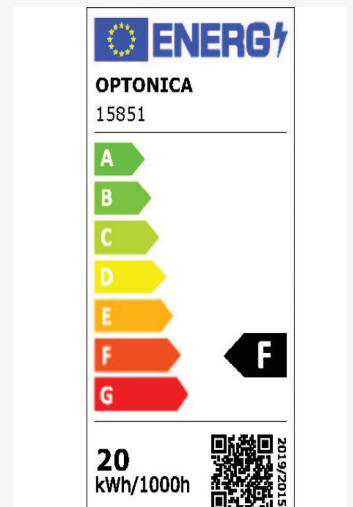 ENERG
OPTONICA
15851
A
B
C
D
E
F
F
G
20
kWh/1000h
2019/2015